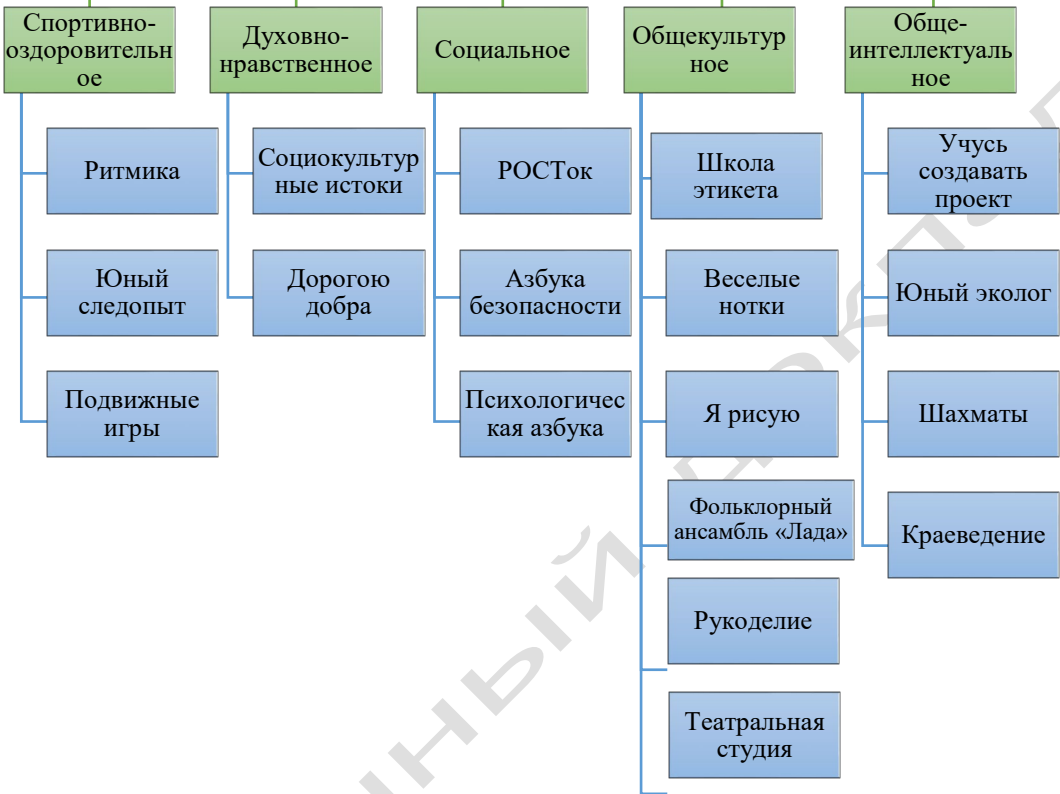 Спортивно-
оздоровительн
ое
Ритмика
Юный
следопыт
Подвижные
игры
Духовно-
нравственное
Социокультур
ные истоки
Дорогою
добра
Социальное
РОСТок
Азбука
безопасности
Психологичес
кая азбука
Общекультур
ное
Школа
этикета
Веселые
нотки
Я рисую
Фольклорный
ансамбль «Лада»
Рукоделие
Театральная
студия
Обще-
интеллектуаль
ное
Учусь
создавать
проект
Юный эколог
Шахматы
Краеведение